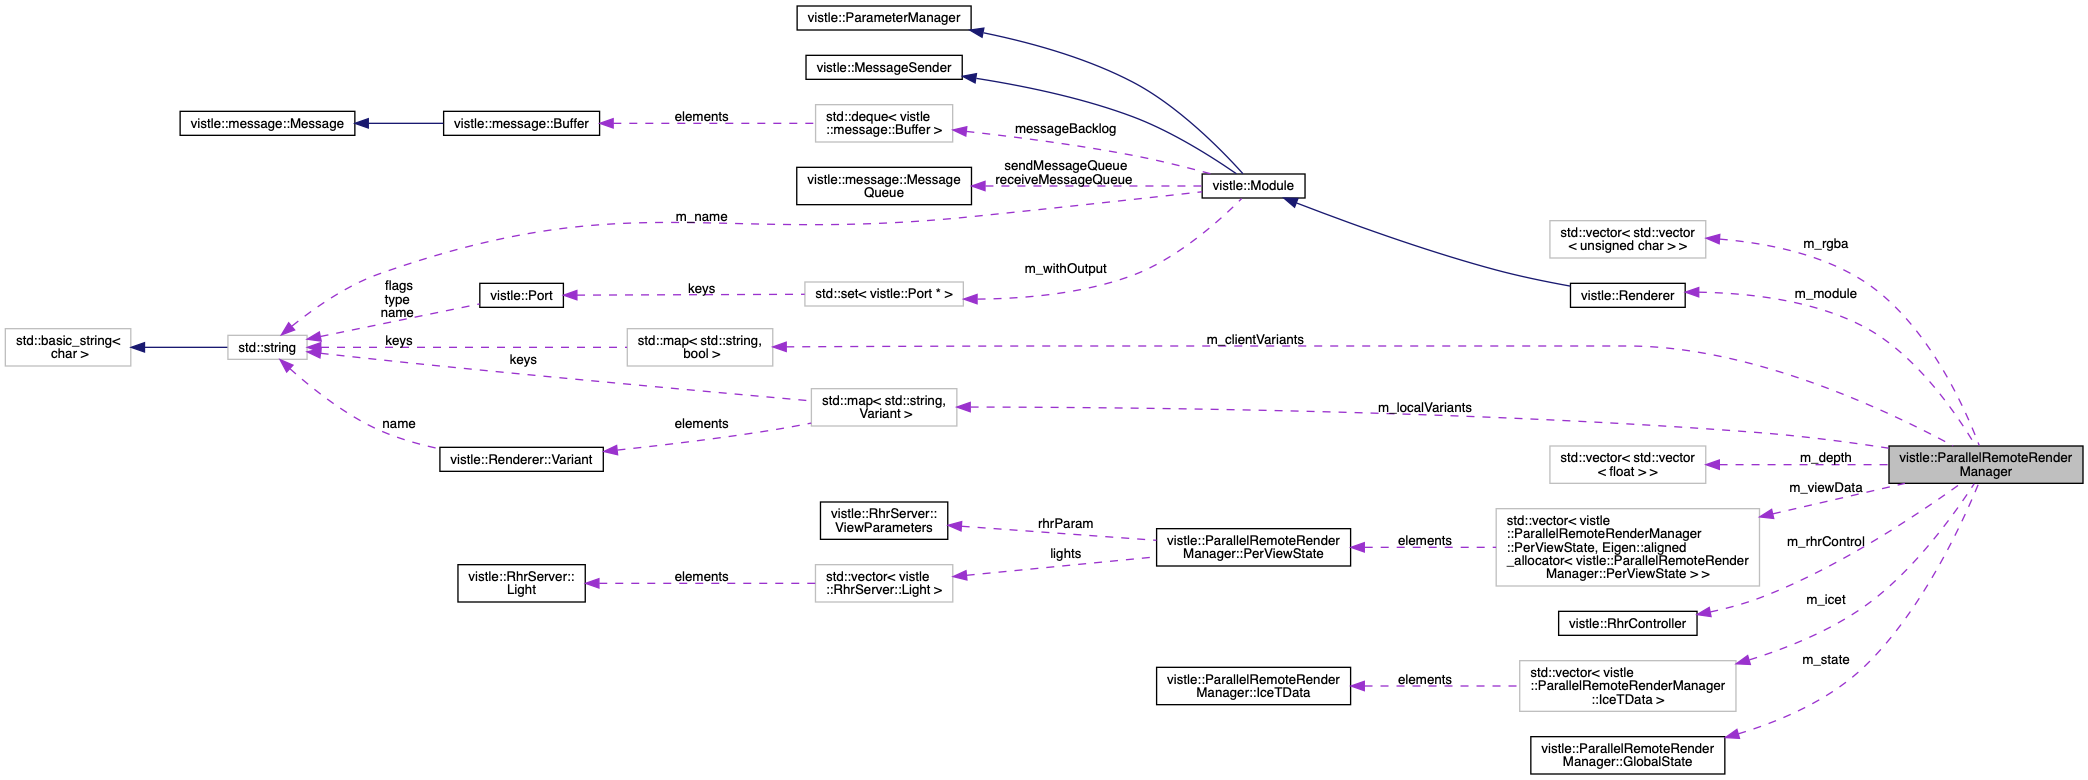 vistle::ParameterManager
vistle::MessageSender
vistle::message::Message
vistle::message::Buffer
elements
std::deque< vistle
::message::Buffer >
messageBacklog
vistle::message::Message
Queue
sendMessageQueue
receiveMessageQueue
vistle::Module
m_name
m_withOutput
std::vector< std::vector
< unsigned char > >
m_rgba
flags
type
name
vistle::Port
keys
std::set< vistle::Port * >
vistle::Renderer
m_module
std::basic_string<
char >
std::string
keys
std::map< std::string,
bool >
m_clientVariants
keys
std::map< std::string,
Variant >
m_localVariants
name
elements
vistle::Renderer::Variant
std::vector< std::vector
< float > >
m_depth
vistle::ParallelRemoteRender
Manager
m_viewData
vistle::RhrServer::
ViewParameters
rhrParam
vistle::ParallelRemoteRender
Manager::PerViewState
elements
std::vector< vistle
::ParallelRemoteRenderManager
::PerViewState, Eigen::aligned
_allocator< vistle::ParallelRemoteRender
Manager::PerViewState > >
m_rhrControl
lights
vistle::RhrServer::
Light
elements
std::vector< vistle
::RhrServer::Light >
vistle::RhrController
m_icet
vistle::ParallelRemoteRender
Manager::IceTData
elements
std::vector< vistle
::ParallelRemoteRenderManager
::IceTData >
m_state
vistle::ParallelRemoteRender
Manager::GlobalState